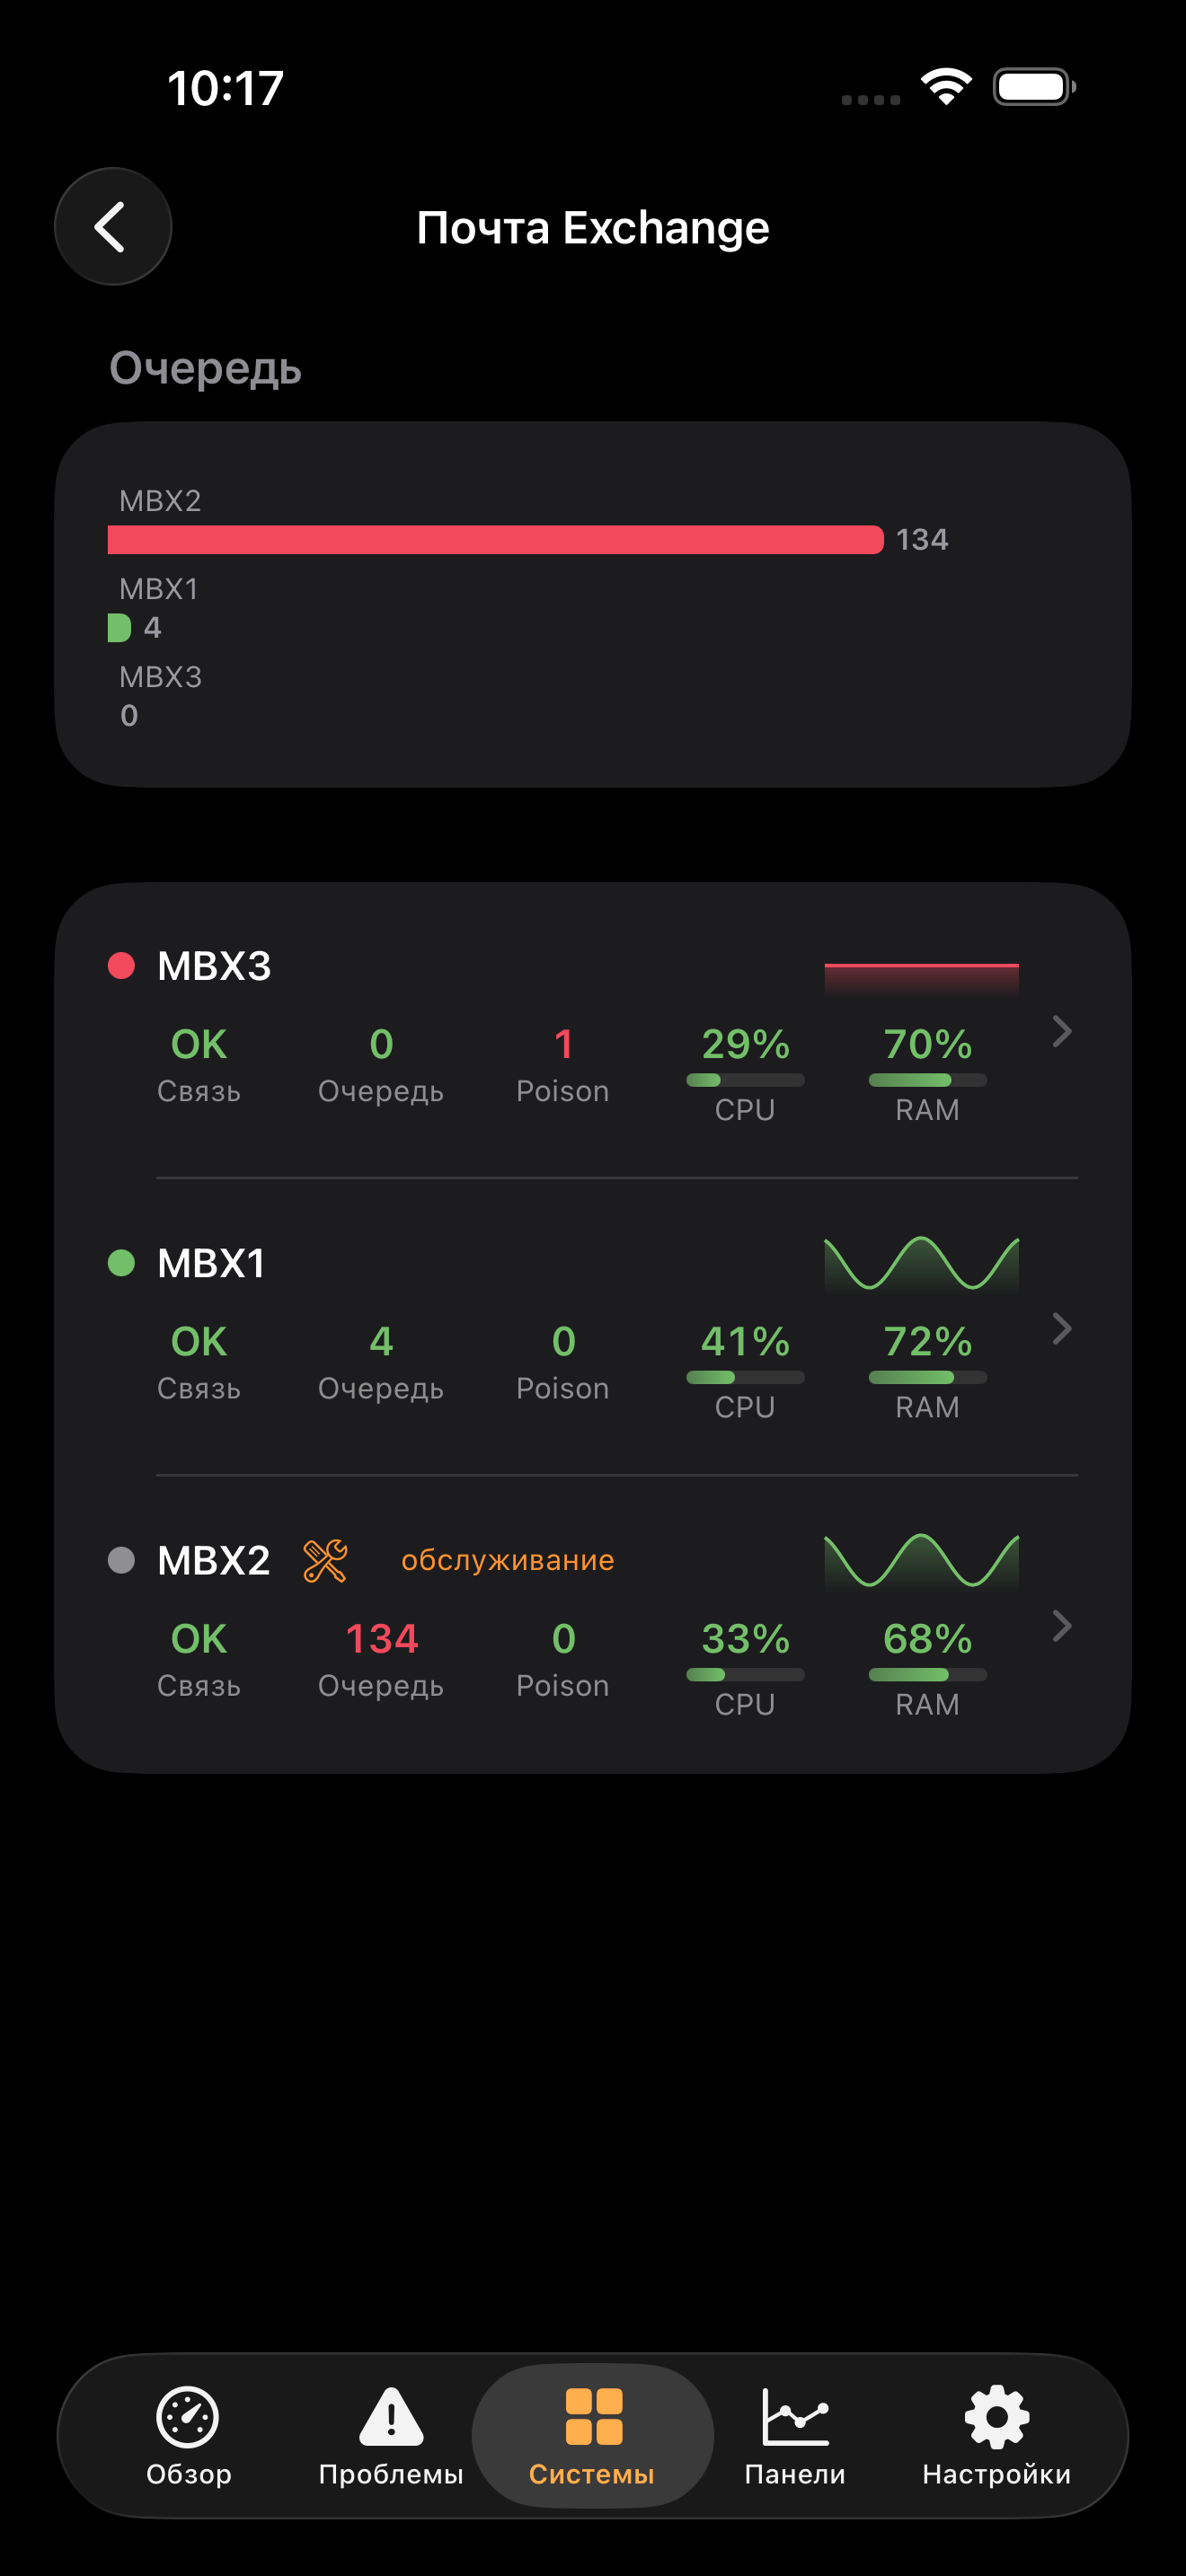 10:17
Почта Exchange
Очередь
MBX2
134
MBX1
4
MBX3
0
MBX3
OK 0 1 29% 70%
Связь Очередь Poison CPU RAM
MBX1
OK 4 0 41% 72%
Связь Очередь Poison CPU RAM
MBX2 обслуживание
OK 134 0 33% 68%
Связь Очередь Poison CPU RAM
Обзор Проблемы Системы Панели Настройки